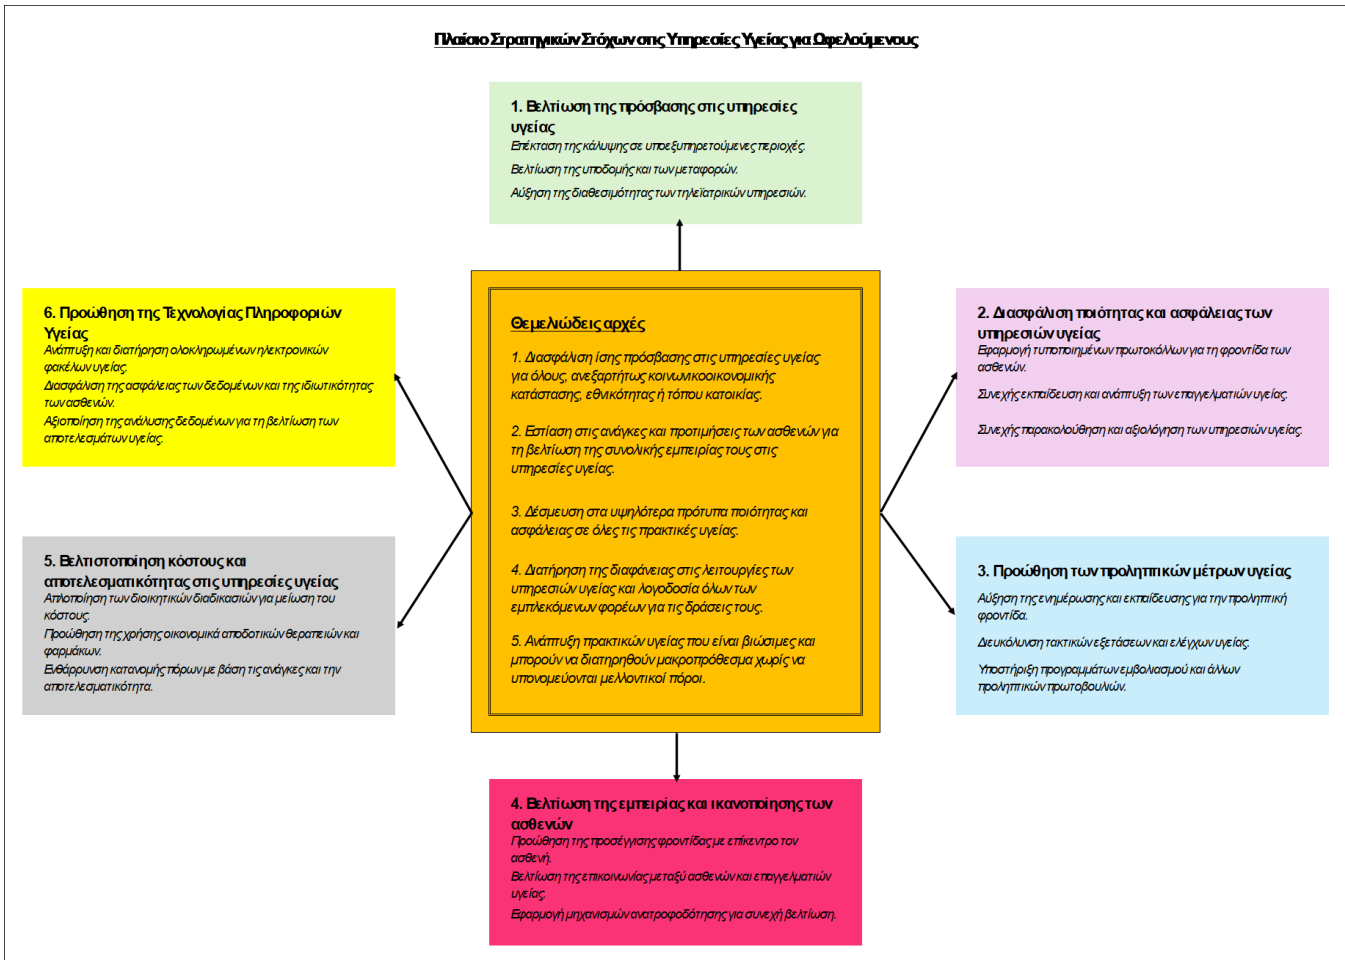 Πλαίσιο Στρατηγικών Στόχων στις Υπηρεσίες Υγείας για Ωφελούμενους
1. Βελτίωση της πρόσβασης στις υπηρεσίες
υγείας
Επέκταση της κάλυψης σε υποεξυπηρετούμενες περιοχές.
Βελτίωση της υποδομής και των μεταφορών.
Αύξηση της διαθεσιμότητας των τηλεϊατρικών υπηρεσιών.
6. Προώθηση της Τεχνολογίας Πληροφοριών
Υγείας
Ανάπτυξη και διατήρηση ολοκληρωμένων ηλεκτρονικών
φακέλων υγείας.
Διασφάλιση της ασφάλειας των δεδομένων και της ιδιωτικότητας
των ασθενών.
Αξιοποίηση της ανάλυσης δεδομένων για τη βελτίωση των
αποτελεσμάτων υγείας.
Θεμελιώδεις αρχές
1. Διασφάλιση ίσης πρόσβασης στις υπηρεσίες υγείας
για όλους, ανεξαρτήτως κοινωνικοοικονομικής
κατάστασης, εθνικότητας ή τόπου κατοικίας.
2. Εστίαση στις ανάγκες και προτιμήσεις των ασθενών για
τη βελτίωση της συνολικής εμπειρίας τους στις
υπηρεσίες υγείας.
3. Δέσμευση στα υψηλότερα πρότυπα ποιότητας και
ασφάλειας σε όλες τις πρακτικές υγείας.
4. Διατήρηση της διαφάνειας στις λειτουργίες των
υπηρεσιών υγείας και λογοδοσία όλων των
εμπλεκόμενων φορέων για τις δράσεις τους.
5. Ανάπτυξη πρακτικών υγείας που είναι βιώσιμες και
μπορούν να διατηρηθούν μακροπρόθεσμα χωρίς να
υπονομεύονται μελλοντικοί πόροι.
2. Διασφάλιση ποιότητας και ασφάλειας των
υπηρεσιών υγείας
Εφαρμογή τυποποιημένων πρωτοκόλλων για τη φροντίδα των
ασθενών.
Συνεχής εκπαίδευση και ανάπτυξη των επαγγελματιών υγείας.
Συνεχής παρακολούθηση και αξιολόγηση των υπηρεσιών υγείας.
5. Βελτιστοποίηση κόστους και
αποτελεσματικότητας στις υπηρεσίες υγείας
Απλοποίηση των διοικητικών διαδικασιών για μείωση του
κόστους.
Προώθηση της χρήσης οικονομικά αποδοτικών θεραπειών και
φαρμάκων.
Ενθάρρυνση κατανομής πόρων με βάση τις ανάγκες και την
αποτελεσματικότητα.
3. Προώθηση των προληπτικών μέτρων υγείας
Αύξηση της ενημέρωσης και εκπαίδευσης για την προληπτική
φροντίδα.
Διευκόλυνση τακτικών εξετάσεων και ελέγχων υγείας.
Υποστήριξη προγραμμάτων εμβολιασμού και άλλων
προληπτικών πρωτοβουλιών.
4. Βελτίωση της εμπειρίας και ικανοποίησης των
ασθενών
Προώθηση της προσέγγισης φροντίδας με επίκεντρο τον
ασθενή.
Βελτίωση της επικοινωνίας μεταξύ ασθενών και επαγγελματιών
υγείας.
Εφαρμογή μηχανισμών ανατροφοδότησης για συνεχή βελτίωση.